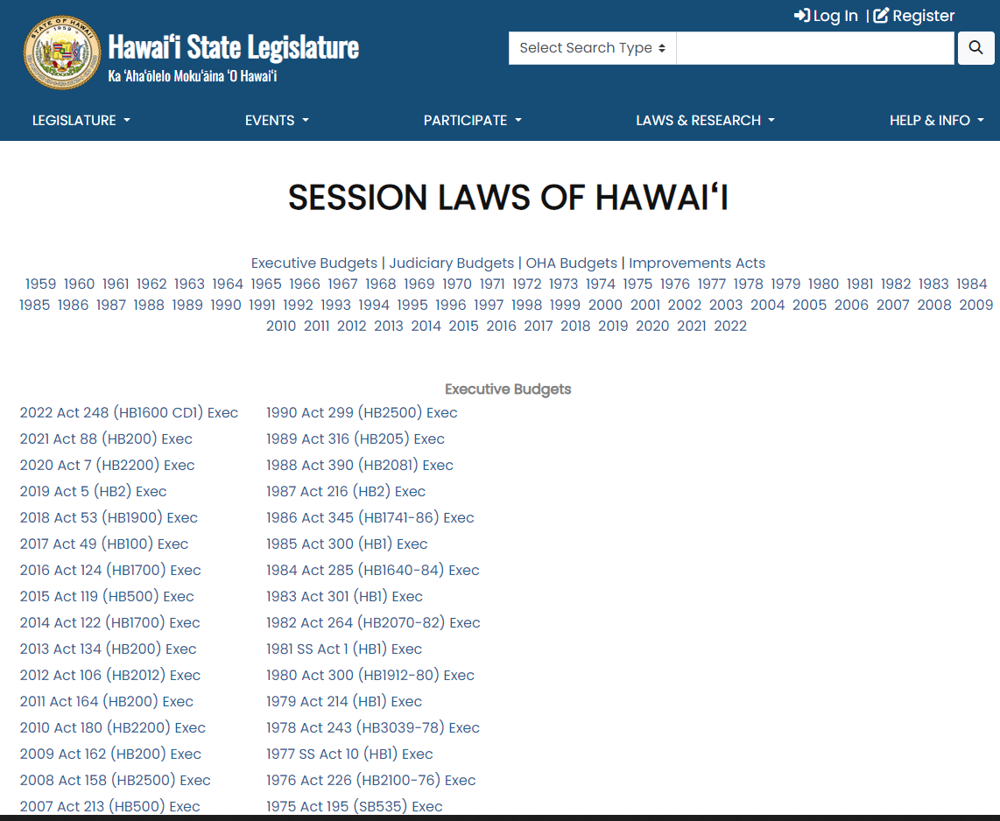 Log In | Register
STATE OF HAWAII
1959
Hawaiʻi State Legislature
Ka ʻAhaʻōlelo Mokuʻāina ʻO Hawaiʻi
Select Search Type
LEGISLATURE EVENTS PARTICIPATE LAWS & RESEARCH HELP & INFO
SESSION LAWS OF HAWAIʻI
Executive Budgets | Judiciary Budgets | OHA Budgets | Improvements Acts
1959 1960 1961 1962 1963 1964 1965 1966 1967 1968 1969 1970 1971 1972 1973 1974 1975 1976 1977 1978 1979 1980 1981 1982 1983 1984
1985 1986 1987 1988 1989 1990 1991 1992 1993 1994 1995 1996 1997 1998 1999 2000 2001 2002 2003 2004 2005 2006 2007 2008 2009
2010 2011 2012 2013 2014 2015 2016 2017 2018 2019 2020 2021 2022
Executive Budgets
2022 Act 248 (HB1600 CD1) Exec 1990 Act 299 (HB2500) Exec
2021 Act 88 (HB200) Exec 1989 Act 316 (HB205) Exec
2020 Act 7 (HB2200) Exec 1988 Act 390 (HB2081) Exec
2019 Act 5 (HB2) Exec 1987 Act 216 (HB2) Exec
2018 Act 53 (HB1900) Exec 1986 Act 345 (HB1741-86) Exec
2017 Act 49 (HB100) Exec 1985 Act 300 (HB1) Exec
2016 Act 124 (HB1700) Exec 1984 Act 285 (HB1640-84) Exec
2015 Act 119 (HB500) Exec 1983 Act 301 (HB1) Exec
2014 Act 122 (HB1700) Exec 1982 Act 264 (HB2070-82) Exec
2013 Act 134 (HB200) Exec 1981 SS Act 1 (HB1) Exec
2012 Act 106 (HB2012) Exec 1980 Act 300 (HB1912-80) Exec
2011 Act 164 (HB200) Exec 1979 Act 214 (HB1) Exec
2010 Act 180 (HB2200) Exec 1978 Act 243 (HB3039-78) Exec
2009 Act 162 (HB200) Exec 1977 SS Act 10 (HB1) Exec
2008 Act 158 (HB2500) Exec 1976 Act 226 (HB2100-76) Exec
2007 Act 213 (HB500) Exec 1975 Act 195 (SB535) Exec